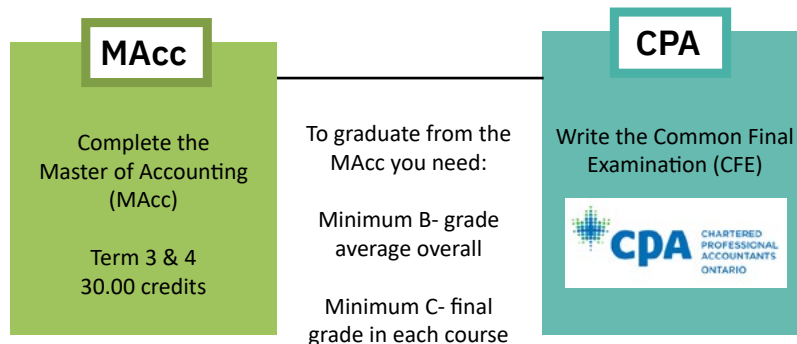 MAcc
Complete the
Master of Accounting
(MAcc)
Term 3 & 4
30.00 credits
To graduate from the
MAcc you need:
Minimum B- grade
average overall
Minimum C- final
grade in each course
CPA
Write the Common Final
Examination (CFE)
CPA
CHARTERED
PROFESSIONAL
ACCOUNTANTS
ONTARIO